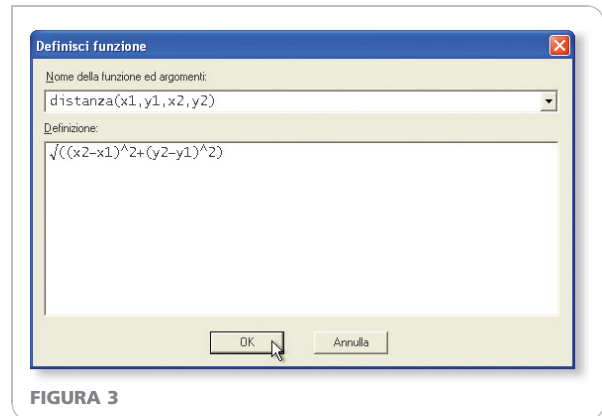 Definisci funzione
Nome della funzione ed argomenti:
distanza(x1,y1,x2,y2)
Definizione:
√((x2–x1)^2+(y2–y1)^2)
OK Annulla
FIGURA 3